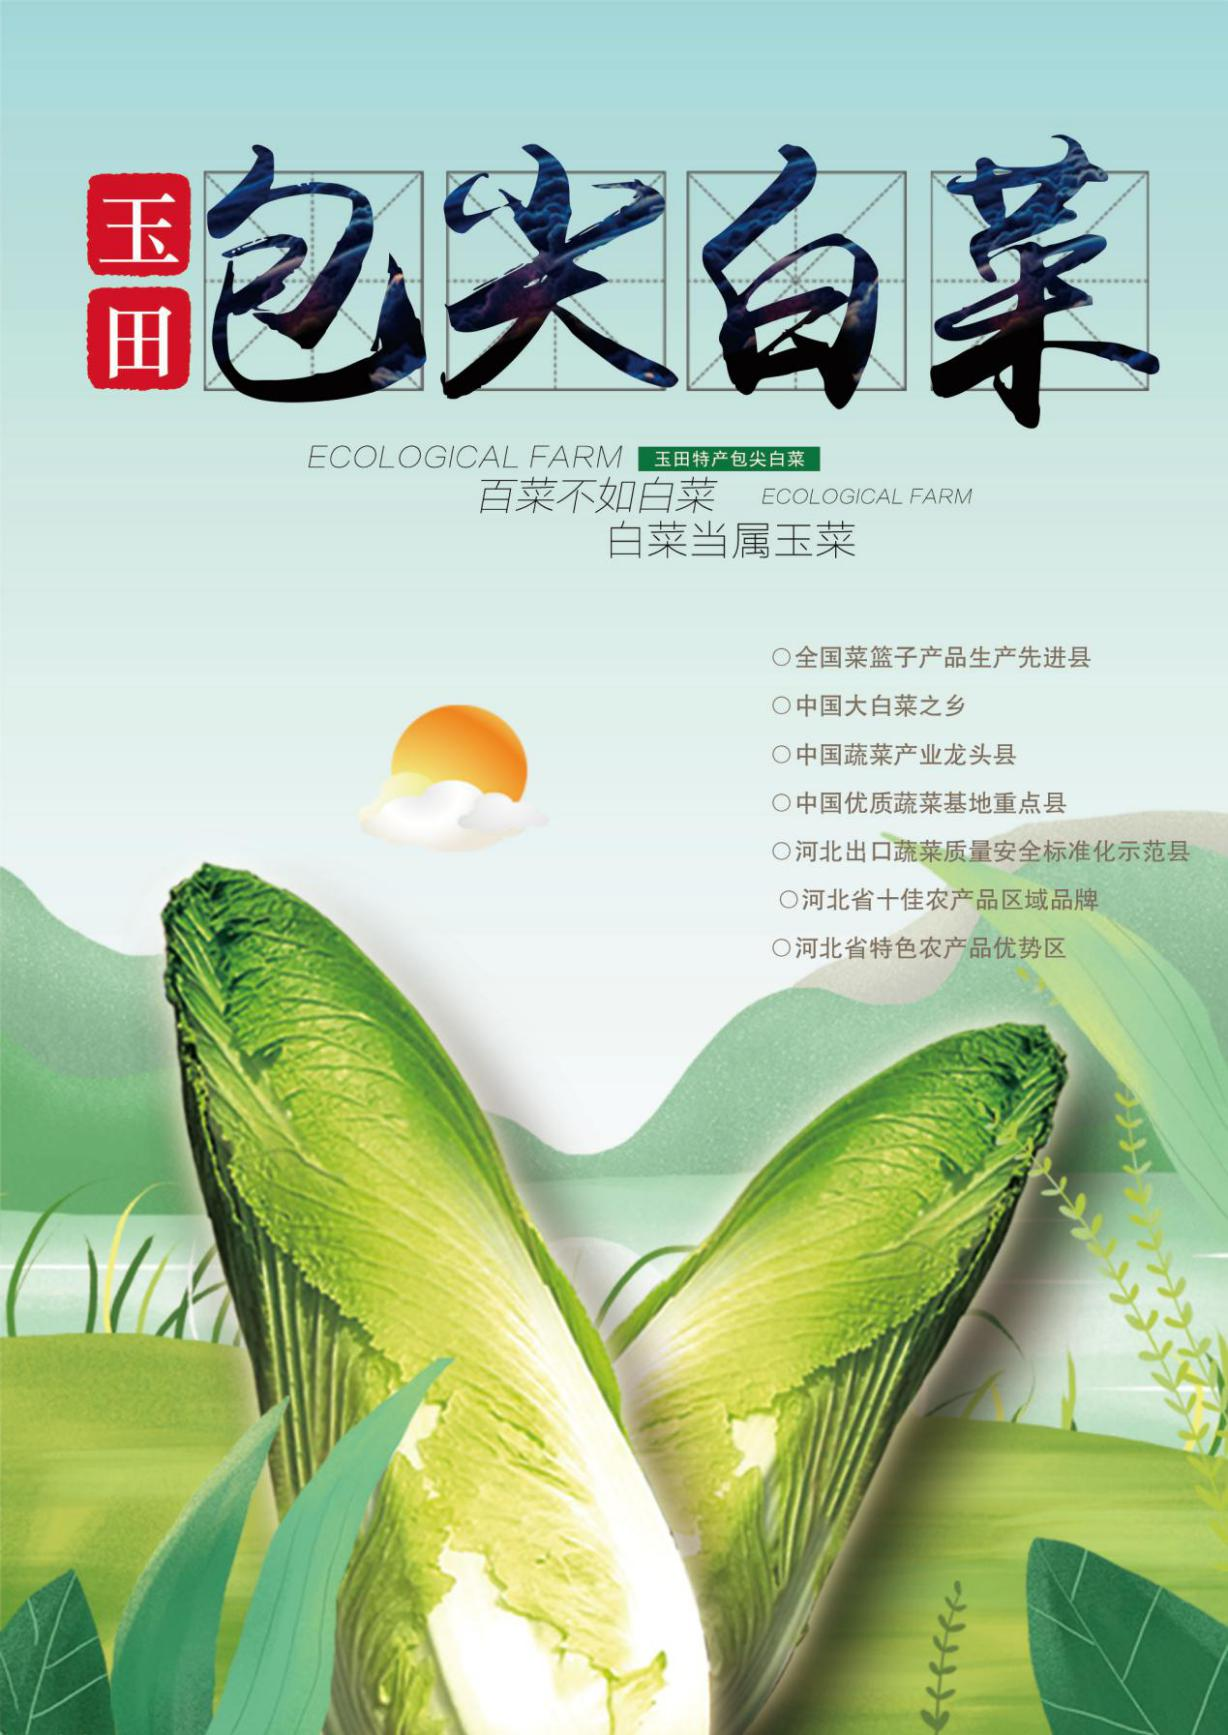 玉田
包尖白菜
ECOLOGICAL FARM 玉田特产包尖白菜
百菜不如白菜 ECOLOGICAL FARM
白菜当属玉菜
○全国菜篮子产品生产先进县
○中国大白菜之乡
○中国蔬菜产业龙头县
○中国优质蔬菜基地重点县
○河北出口蔬菜质量安全标准化示范县
○河北省十佳农产品区域品牌
○河北省特色农产品优势区